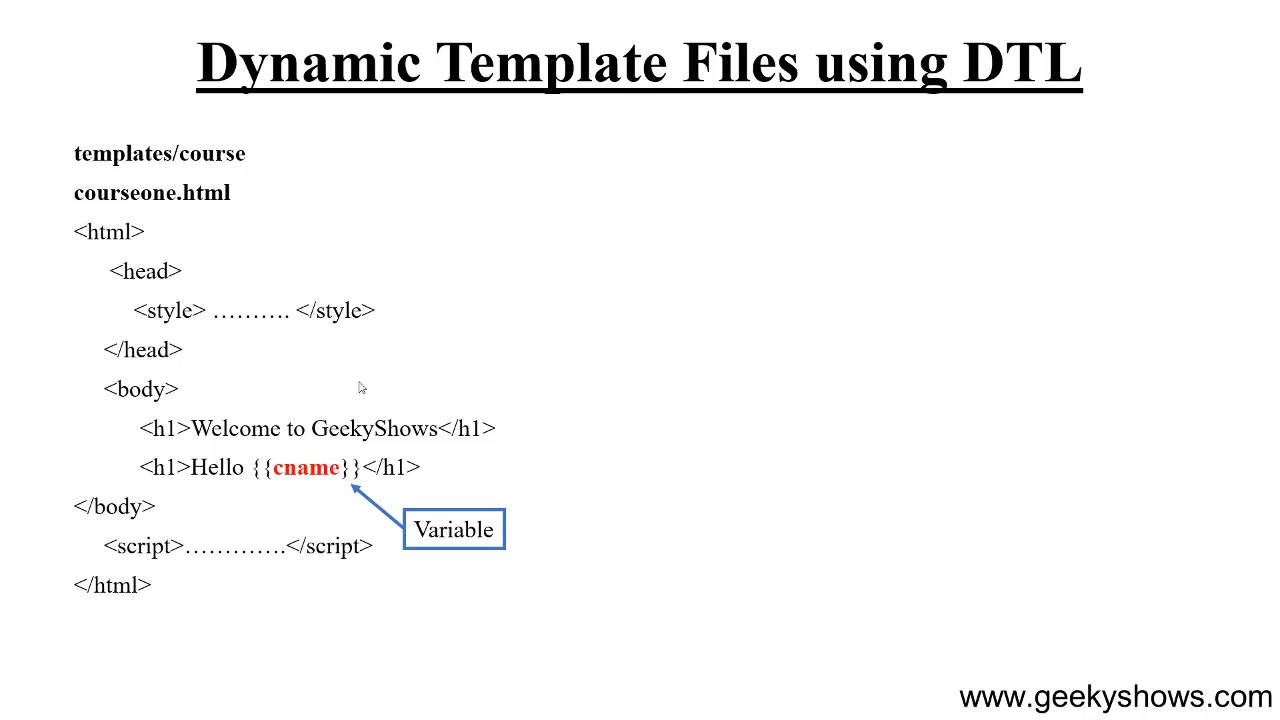 Dynamic Template Files using DTL
templates/course
courseone.html
<html>
<head>
<style> ………. </style>
</head>
<body>
<h1>Welcome to GeekyShows</h1>
<h1>Hello {{cname}}</h1>
</body>
Variable
<script>………….</script>
</html>
www.geekyshows.com